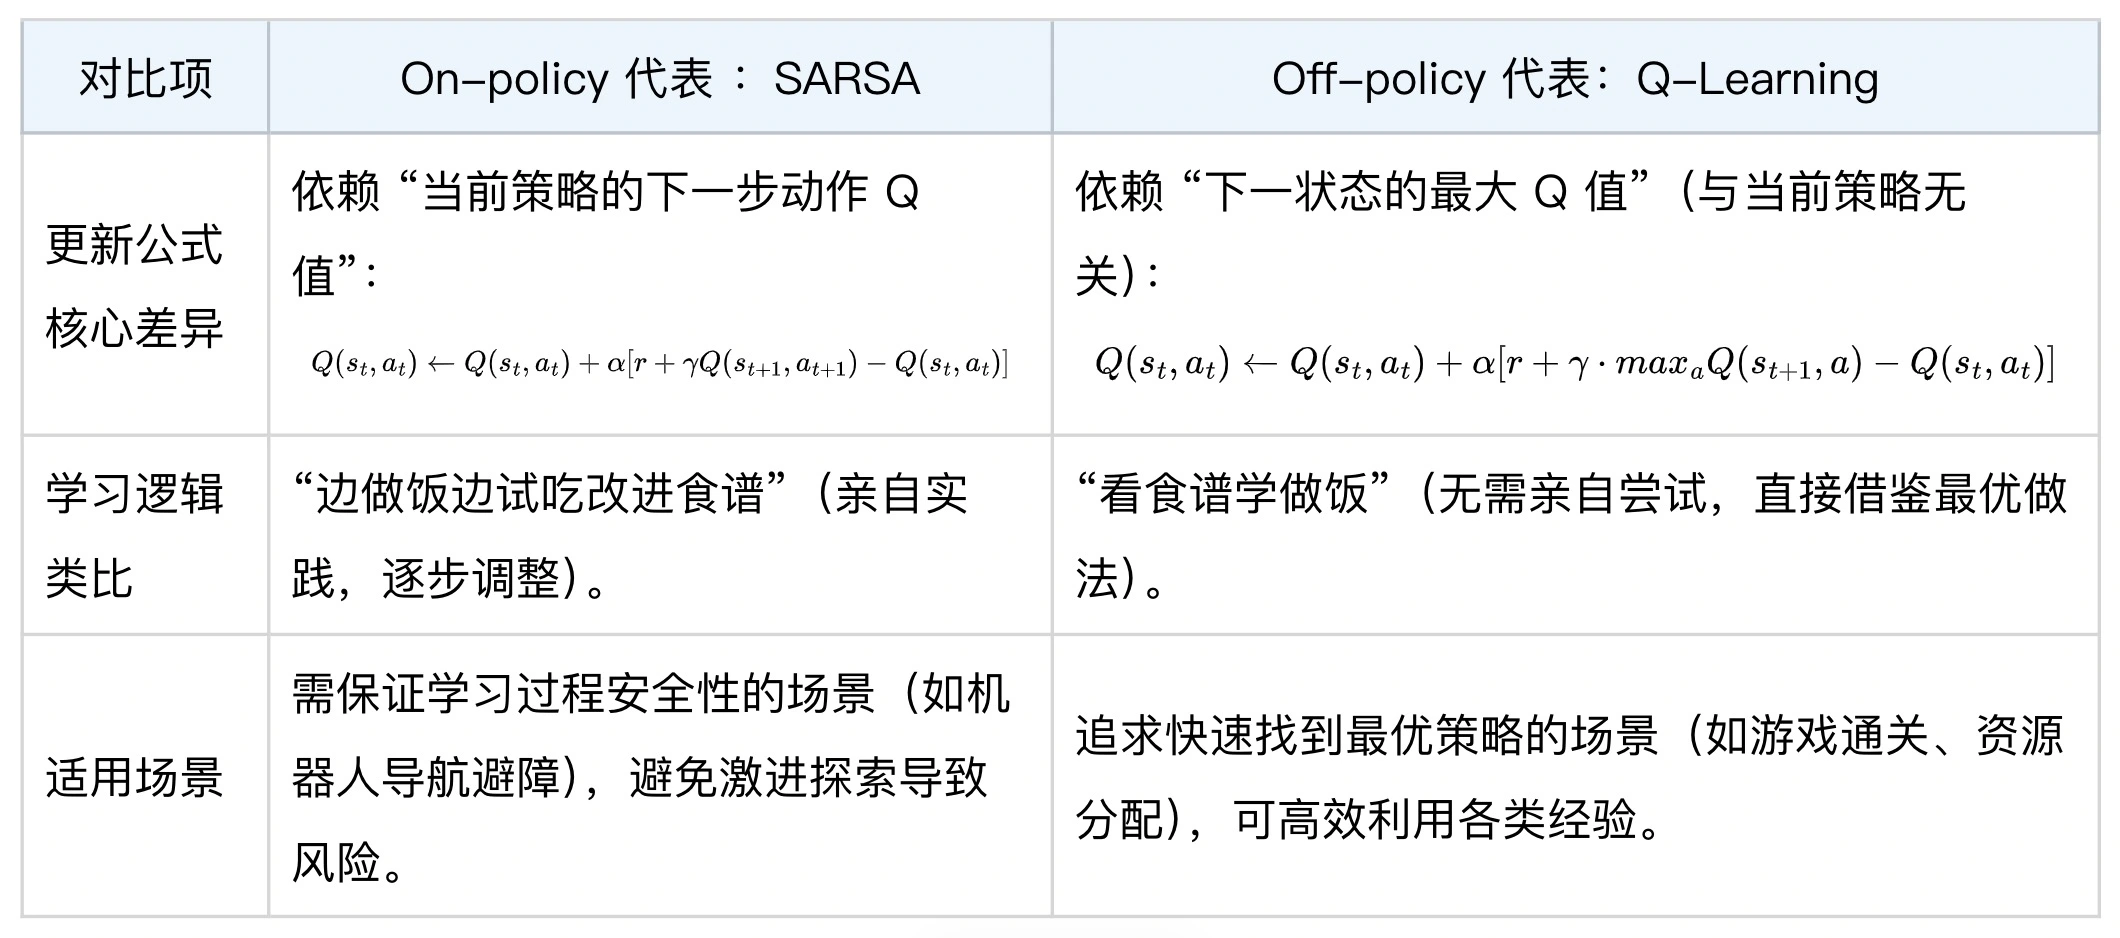 对比项
On-policy 代表 ：SARSA
Off-policy 代表：Q-Learning
更新公式
核心差异
依赖 “当前策略的下一步动作 Q
值”：
Q(s_t, a_t) ← Q(s_t, a_t) + α[r + γQ(s_{t+1}, a_{t+1}) − Q(s_t, a_t)]
依赖 “下一状态的最大 Q 值”（与当前策略无
关）：
Q(s_t, a_t) ← Q(s_t, a_t) + α[r + γ · max_a Q(s_{t+1}, a) − Q(s_t, a_t)]
学习逻辑
类比
“边做饭边试吃改进食谱”（亲自实
践，逐步调整）。
“看食谱学做饭”（无需亲自尝试，直接借鉴最优做
法）。
适用场景
需保证学习过程安全性的场景（如机
器人导航避障），避免激进探索导致
风险。
追求快速找到最优策略的场景（如游戏通关、资源
分配），可高效利用各类经验。